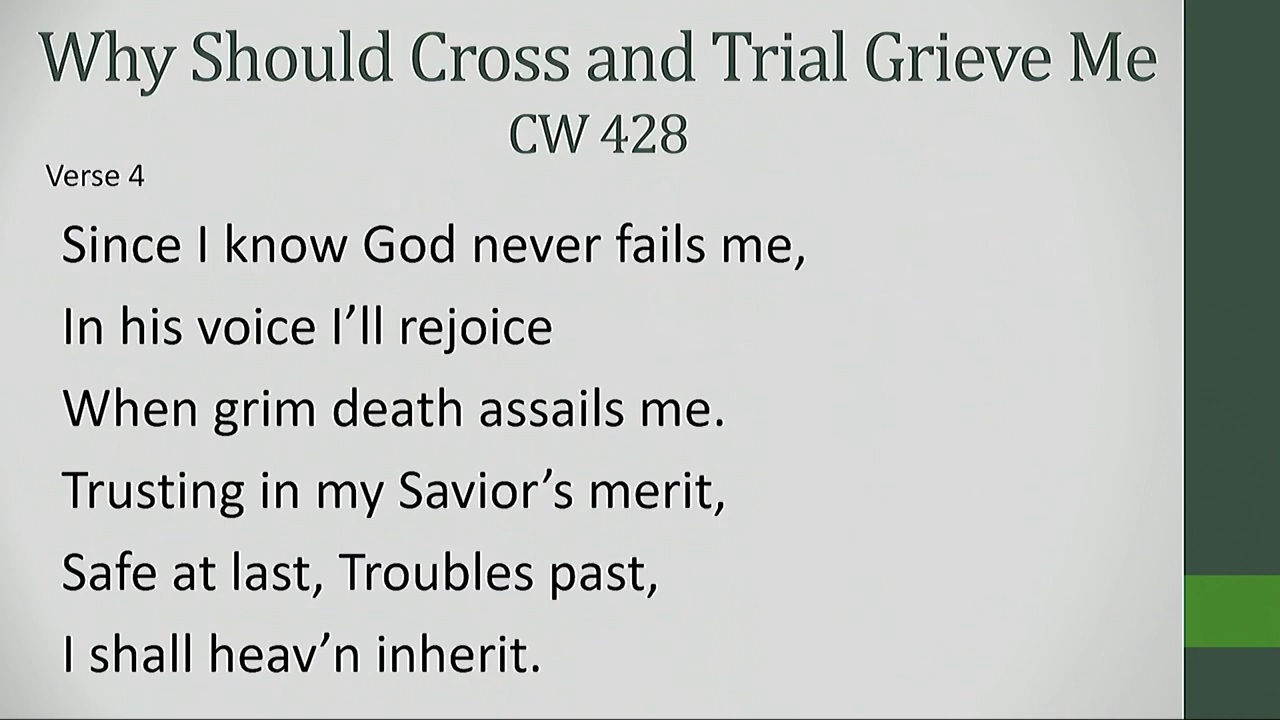 Why Should Cross and Trial Grieve Me
CW 428
Verse 4
Since I know God never fails me,
In his voice I’ll rejoice
When grim death assails me.
Trusting in my Savior’s merit,
Safe at last, Troubles past,
I shall heav’n inherit.